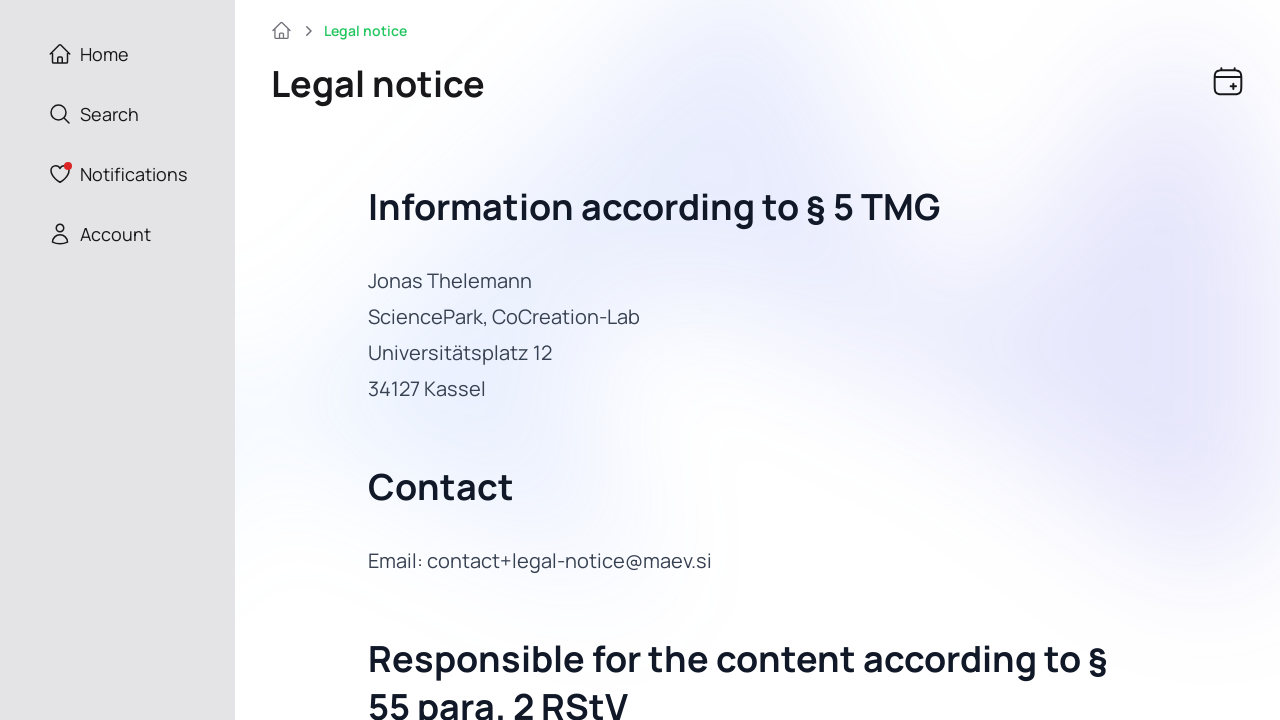 Home
Search
Notifications
Account
Legal notice
Legal notice
Information according to § 5 TMG
Jonas Thelemann
SciencePark, CoCreation-Lab
Universitätsplatz 12
34127 Kassel
Contact
Email: contact+legal-notice@maev.si
Responsible for the content according to §
55 para. 2 RStV